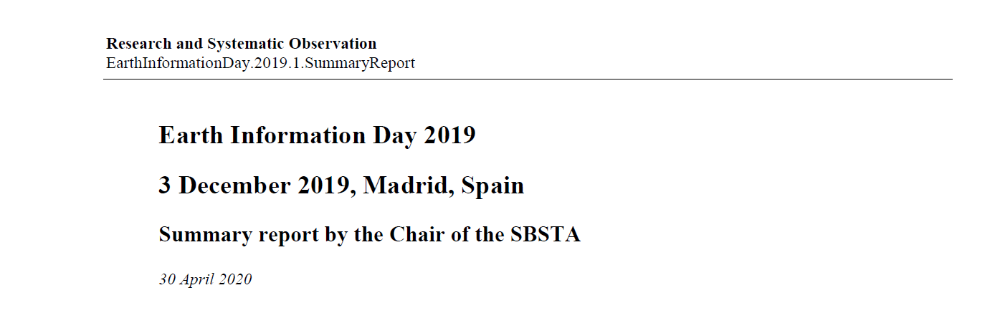 Research and Systematic Observation
EarthInformationDay.2019.1.SummaryReport
Earth Information Day 2019
3 December 2019, Madrid, Spain
Summary report by the Chair of the SBSTA
30 April 2020